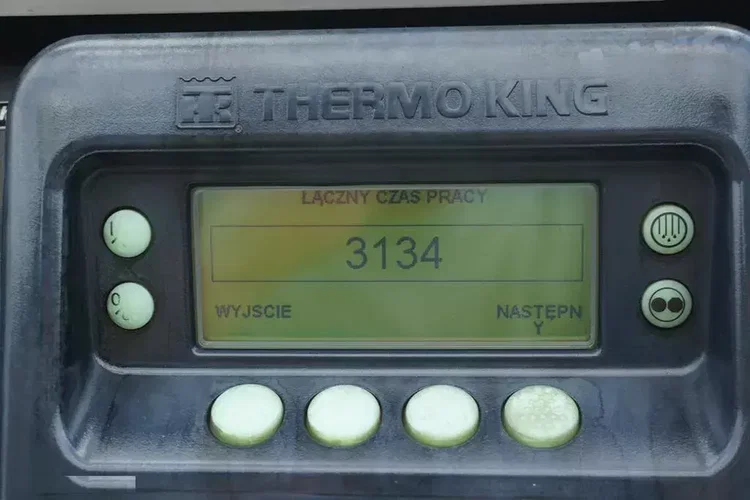 THERMO KING
ŁĄCZNY CZAS PRACY
3134
WYJSCIE
NASTĘPN
Y